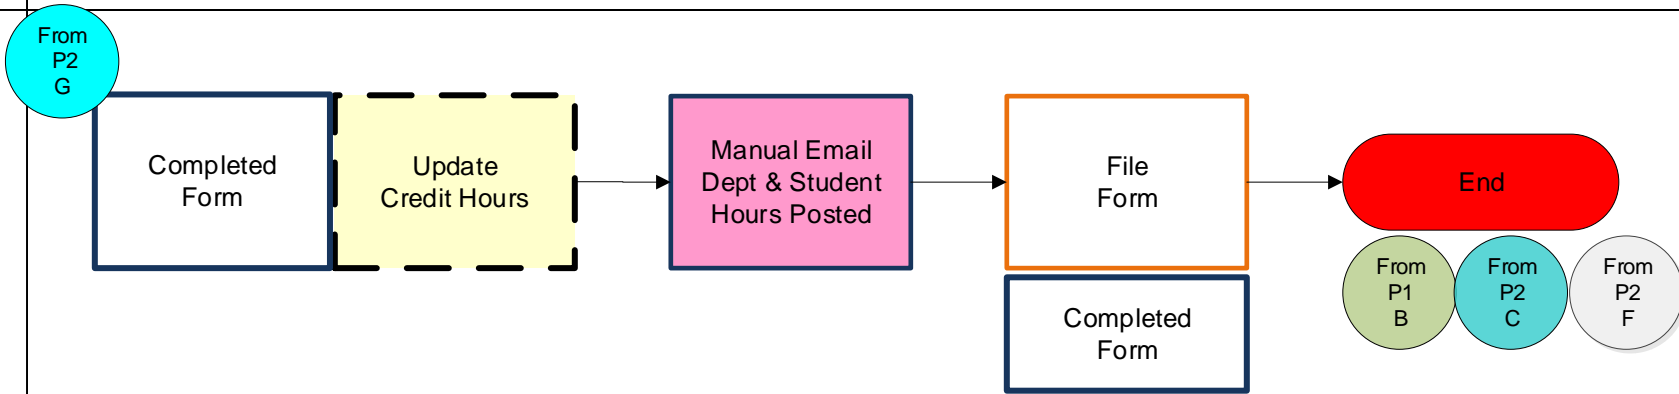 From
P2
G
Completed
Form
Update
Credit Hours
Manual Email
Dept & Student
Hours Posted
File
Form
End
Completed
Form
From
P1
B
From
P2
C
From
P2
F